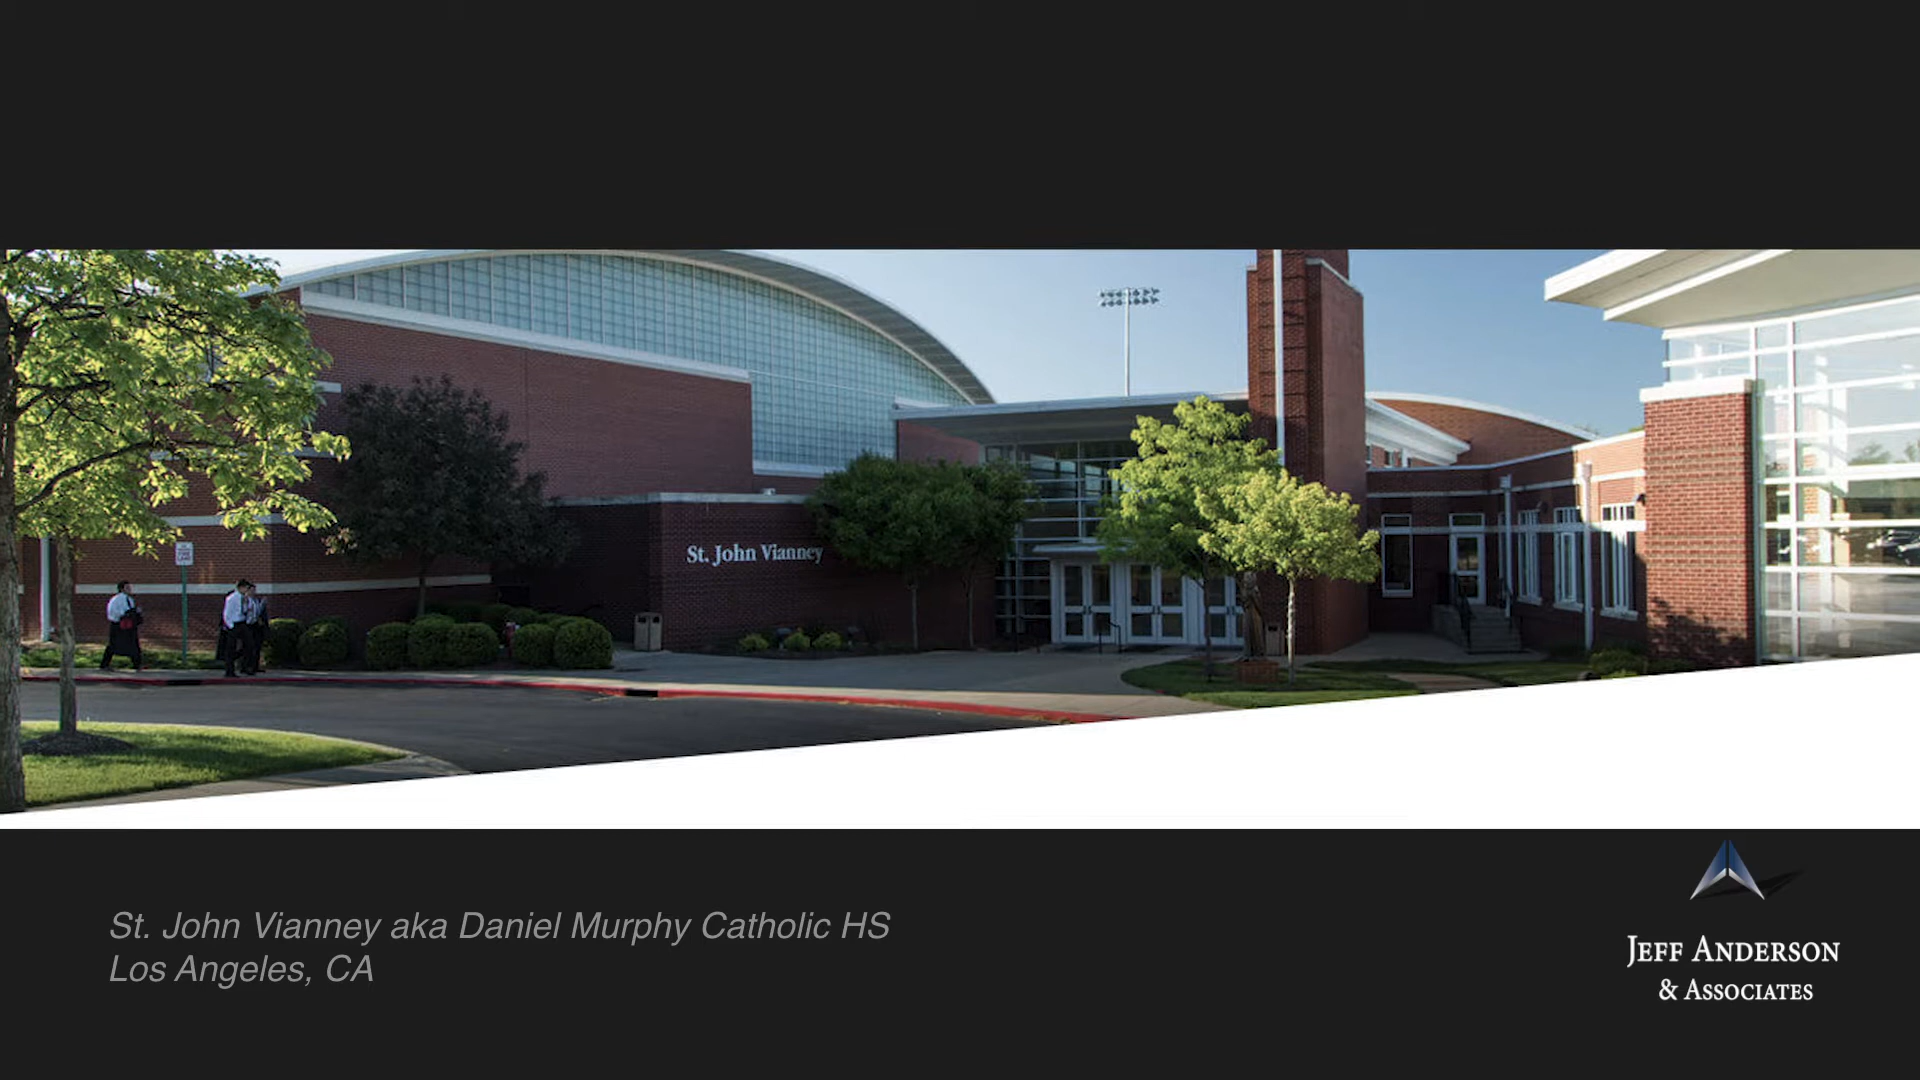 St. John Vianney
St. John Vianney aka Daniel Murphy Catholic HS
Los Angeles, CA
JEFF ANDERSON
& ASSOCIATES